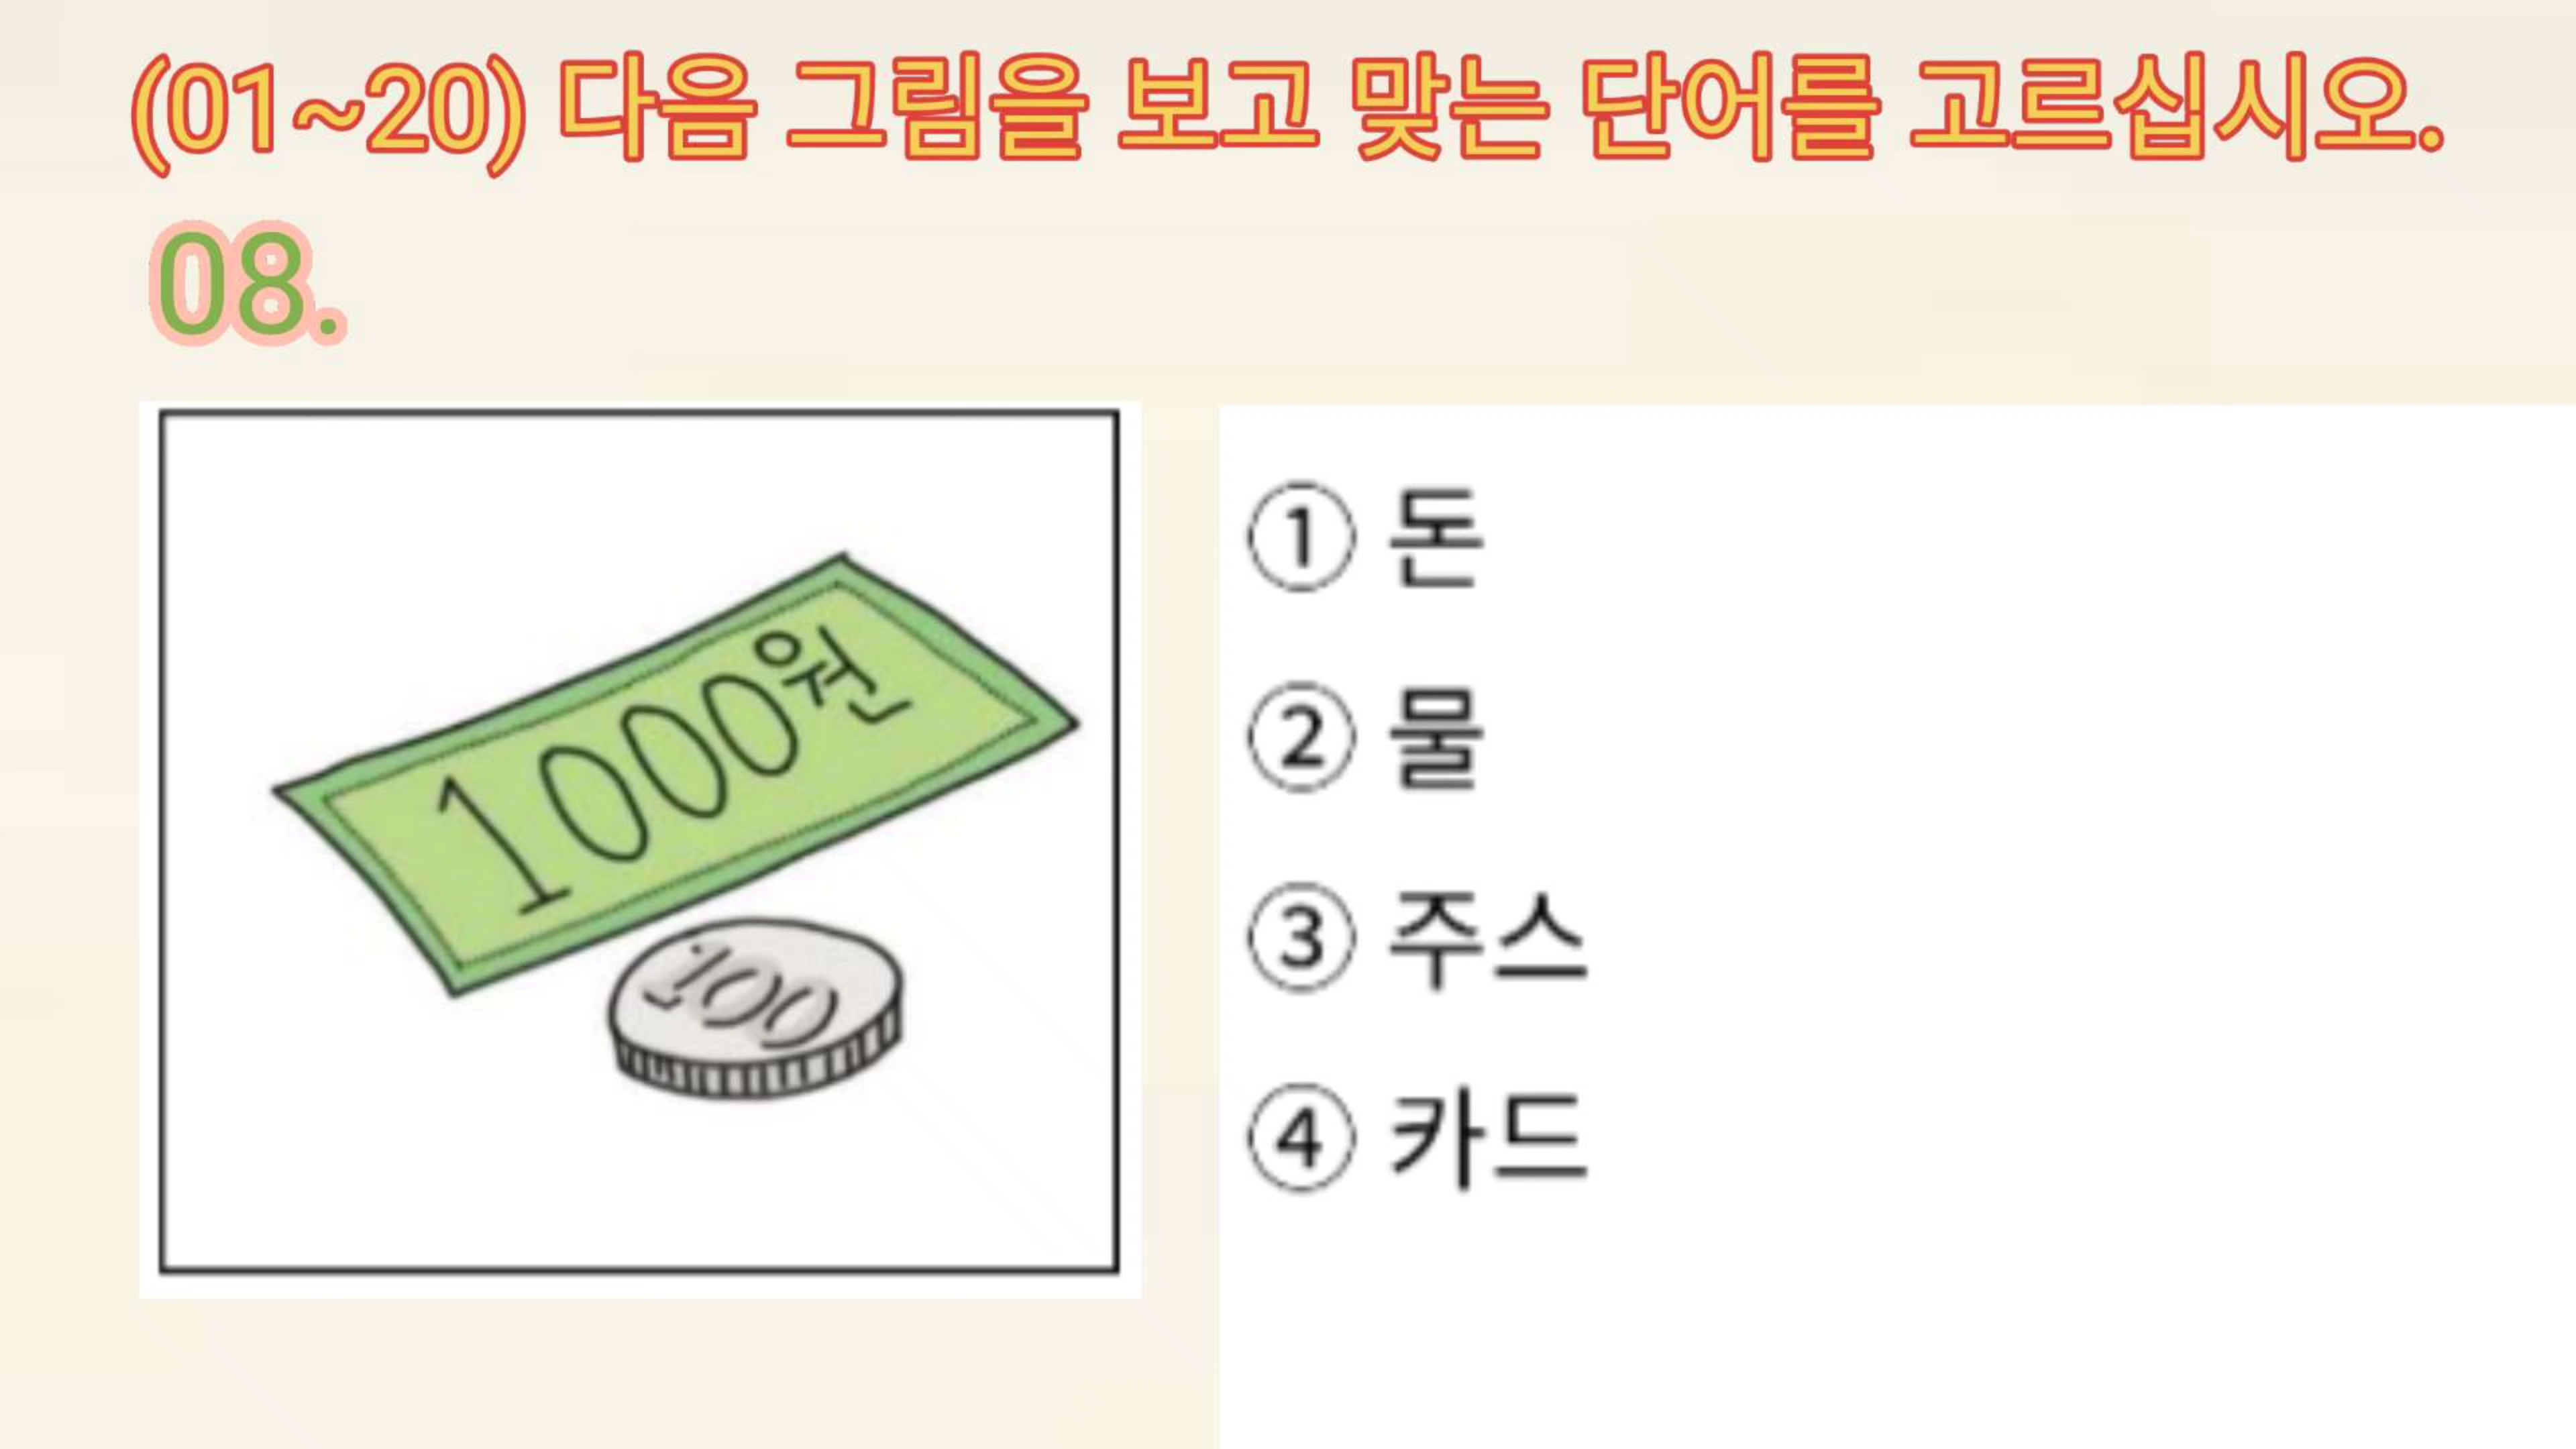 (01~20) 다음 그림을 보고 맞는 단어를 고르십시오.
08.
1000원
100
① 돈
② 물
③ 주스
④ 카드